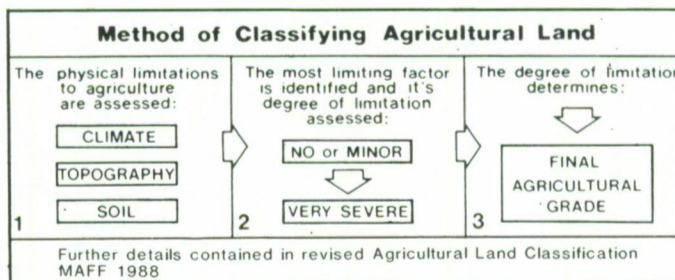 Method of Classifying Agricultural Land
The physical limitations
to agriculture
are assessed:
CLIMATE
TOPOGRAPHY
SOIL
1
The most limiting factor
is identified and it's
degree of limitation
assessed:
NO or MINOR
VERY SEVERE
2
The degree of limitation
determines:
FINAL
AGRICULTURAL
GRADE
3
Further details contained in revised Agricultural Land Classification
MAFF 1988